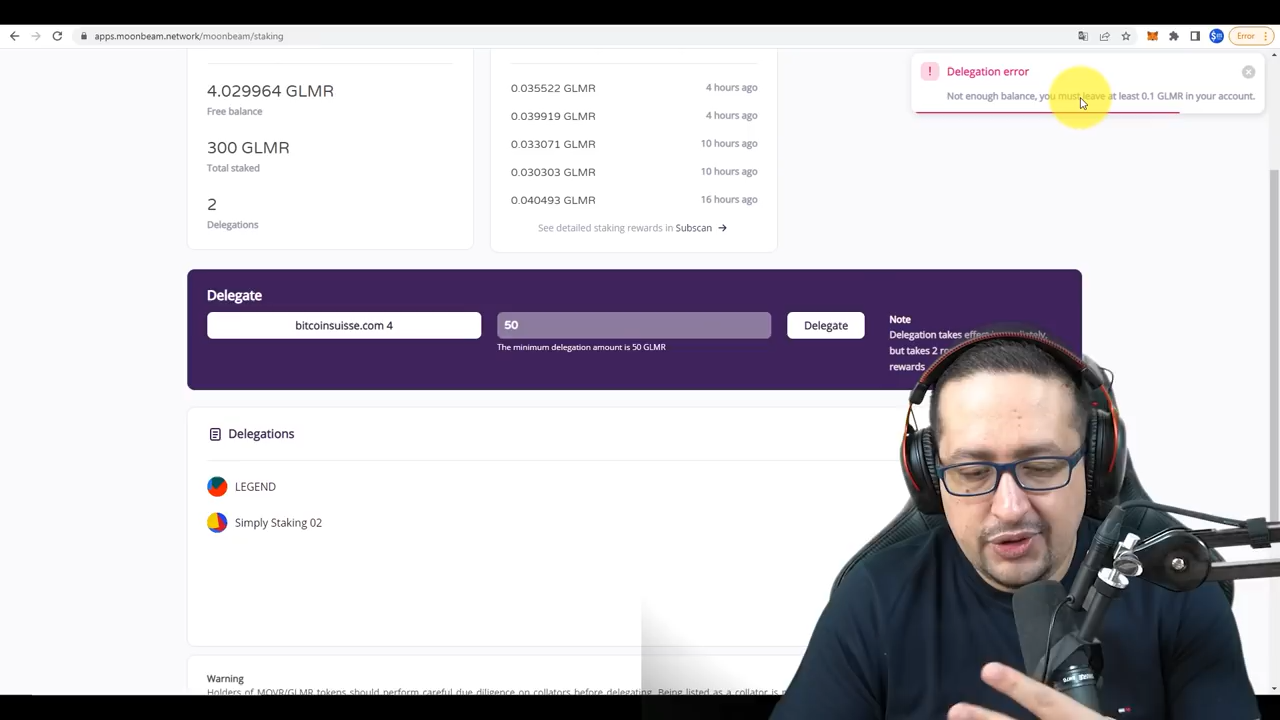 apps.moonbeam.network/moonbeam/staking
Error
Delegation error
Not enough balance, you must leave at least 0.1 GLMR in your account.
4.029964 GLMR
Free balance
300 GLMR
Total staked
2
Delegations
0.035522 GLMR 4 hours ago
0.039919 GLMR 4 hours ago
0.033071 GLMR 10 hours ago
0.030303 GLMR 10 hours ago
0.040493 GLMR 16 hours ago
See detailed staking rewards in Subscan →
Delegate
bitcoinsuisse.com 4
50
Delegate
The minimum delegation amount is 50 GLMR
Note
Delegation takes effect immediately,
but takes 2
rewards
Delegations
LEGEND
Simply Staking 02
Warning
Holders of MOVR/GLMR tokens should perform careful due diligence on collators before delegating. Being listed as a collator is